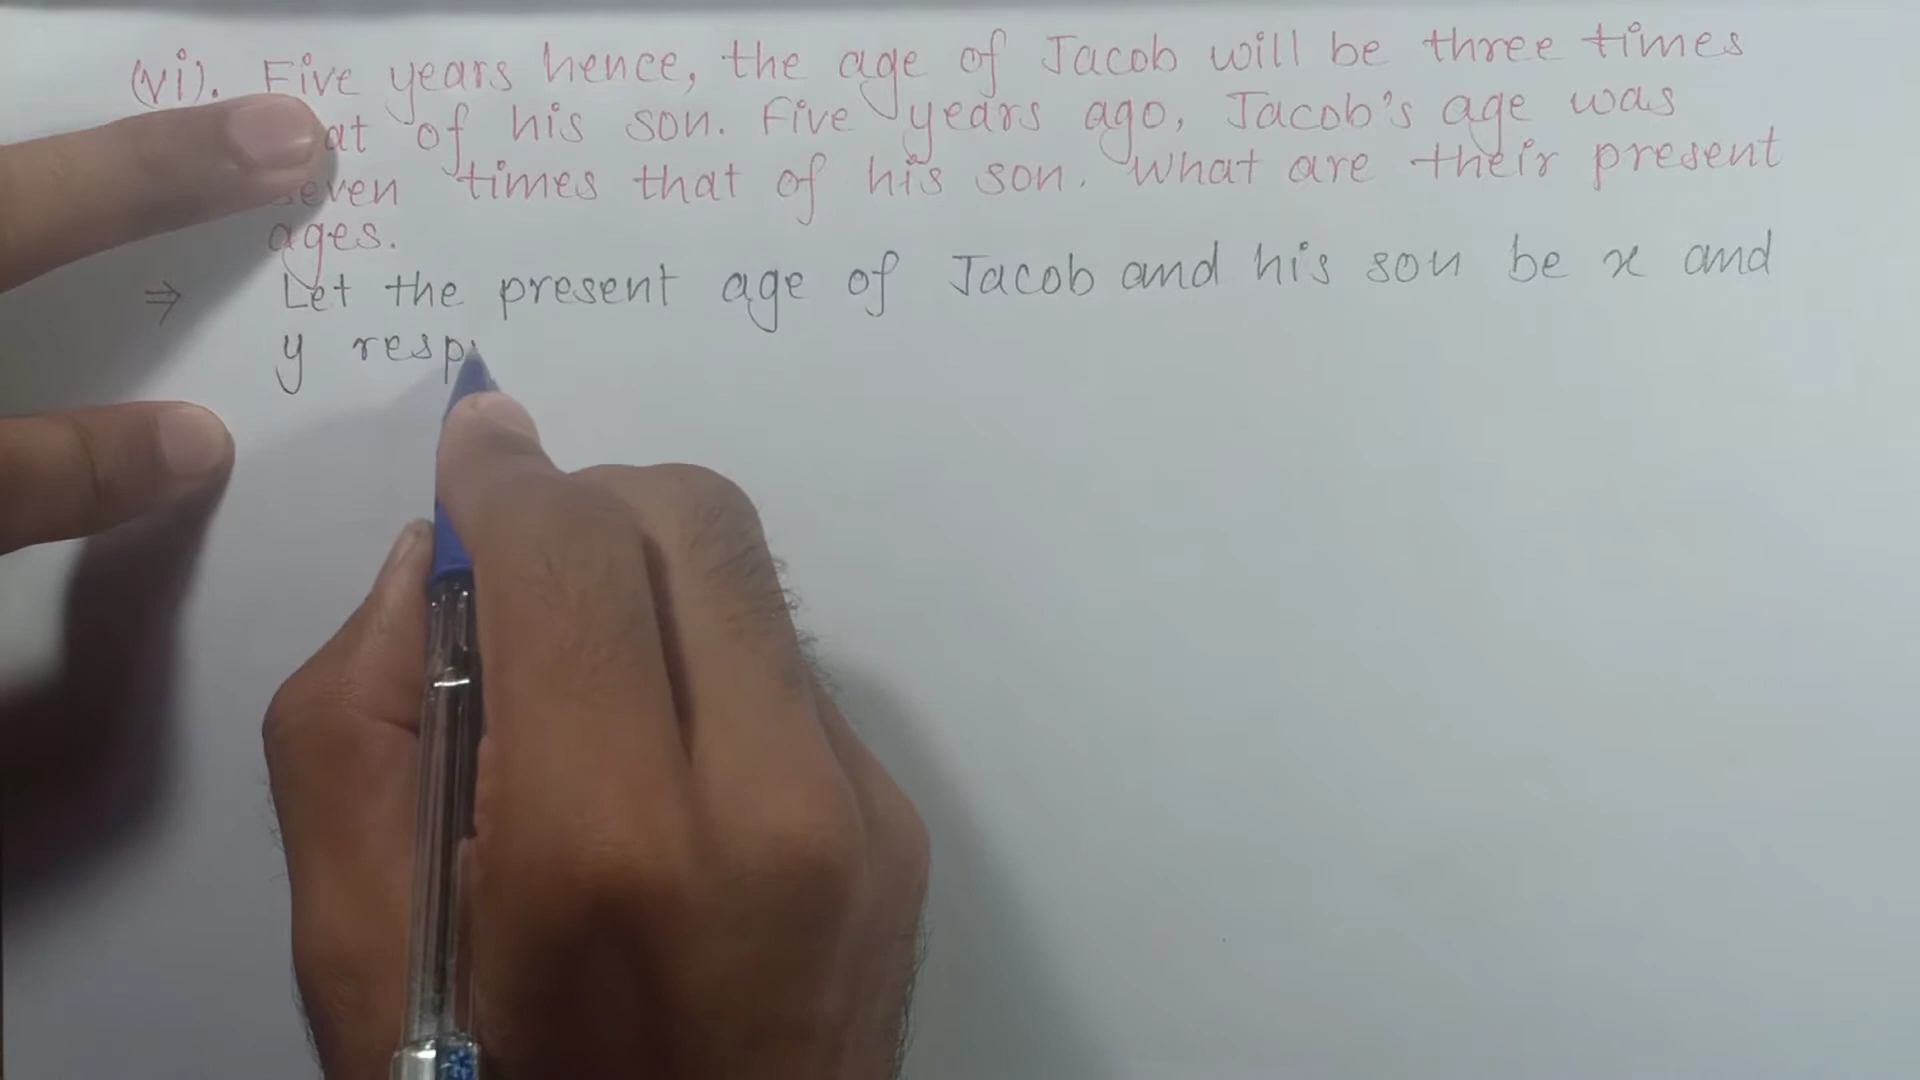 (vi). Five years hence, the age of Jacob will be three times
at of his son. Five years ago, Jacob's age was
seven times that of his son. What are their present
ages.
⇒ Let the present age of Jacob and his son be x and
y resp